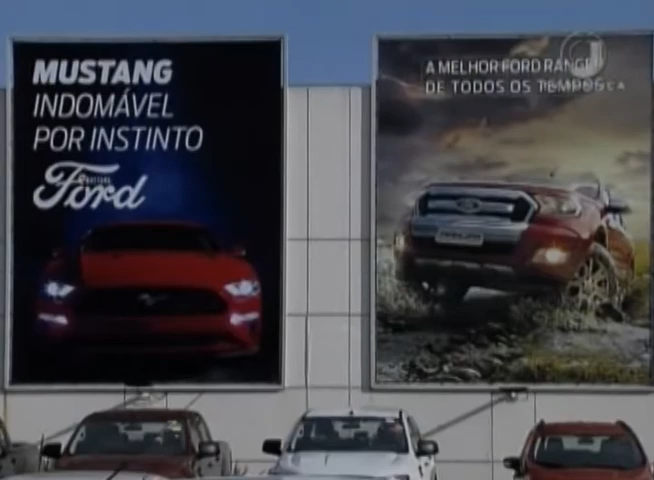 MUSTANG
INDOMÁVEL
POR INSTINTO
Ford
A MELHOR FORD RANGER
DE TODOS OS TEMPOS